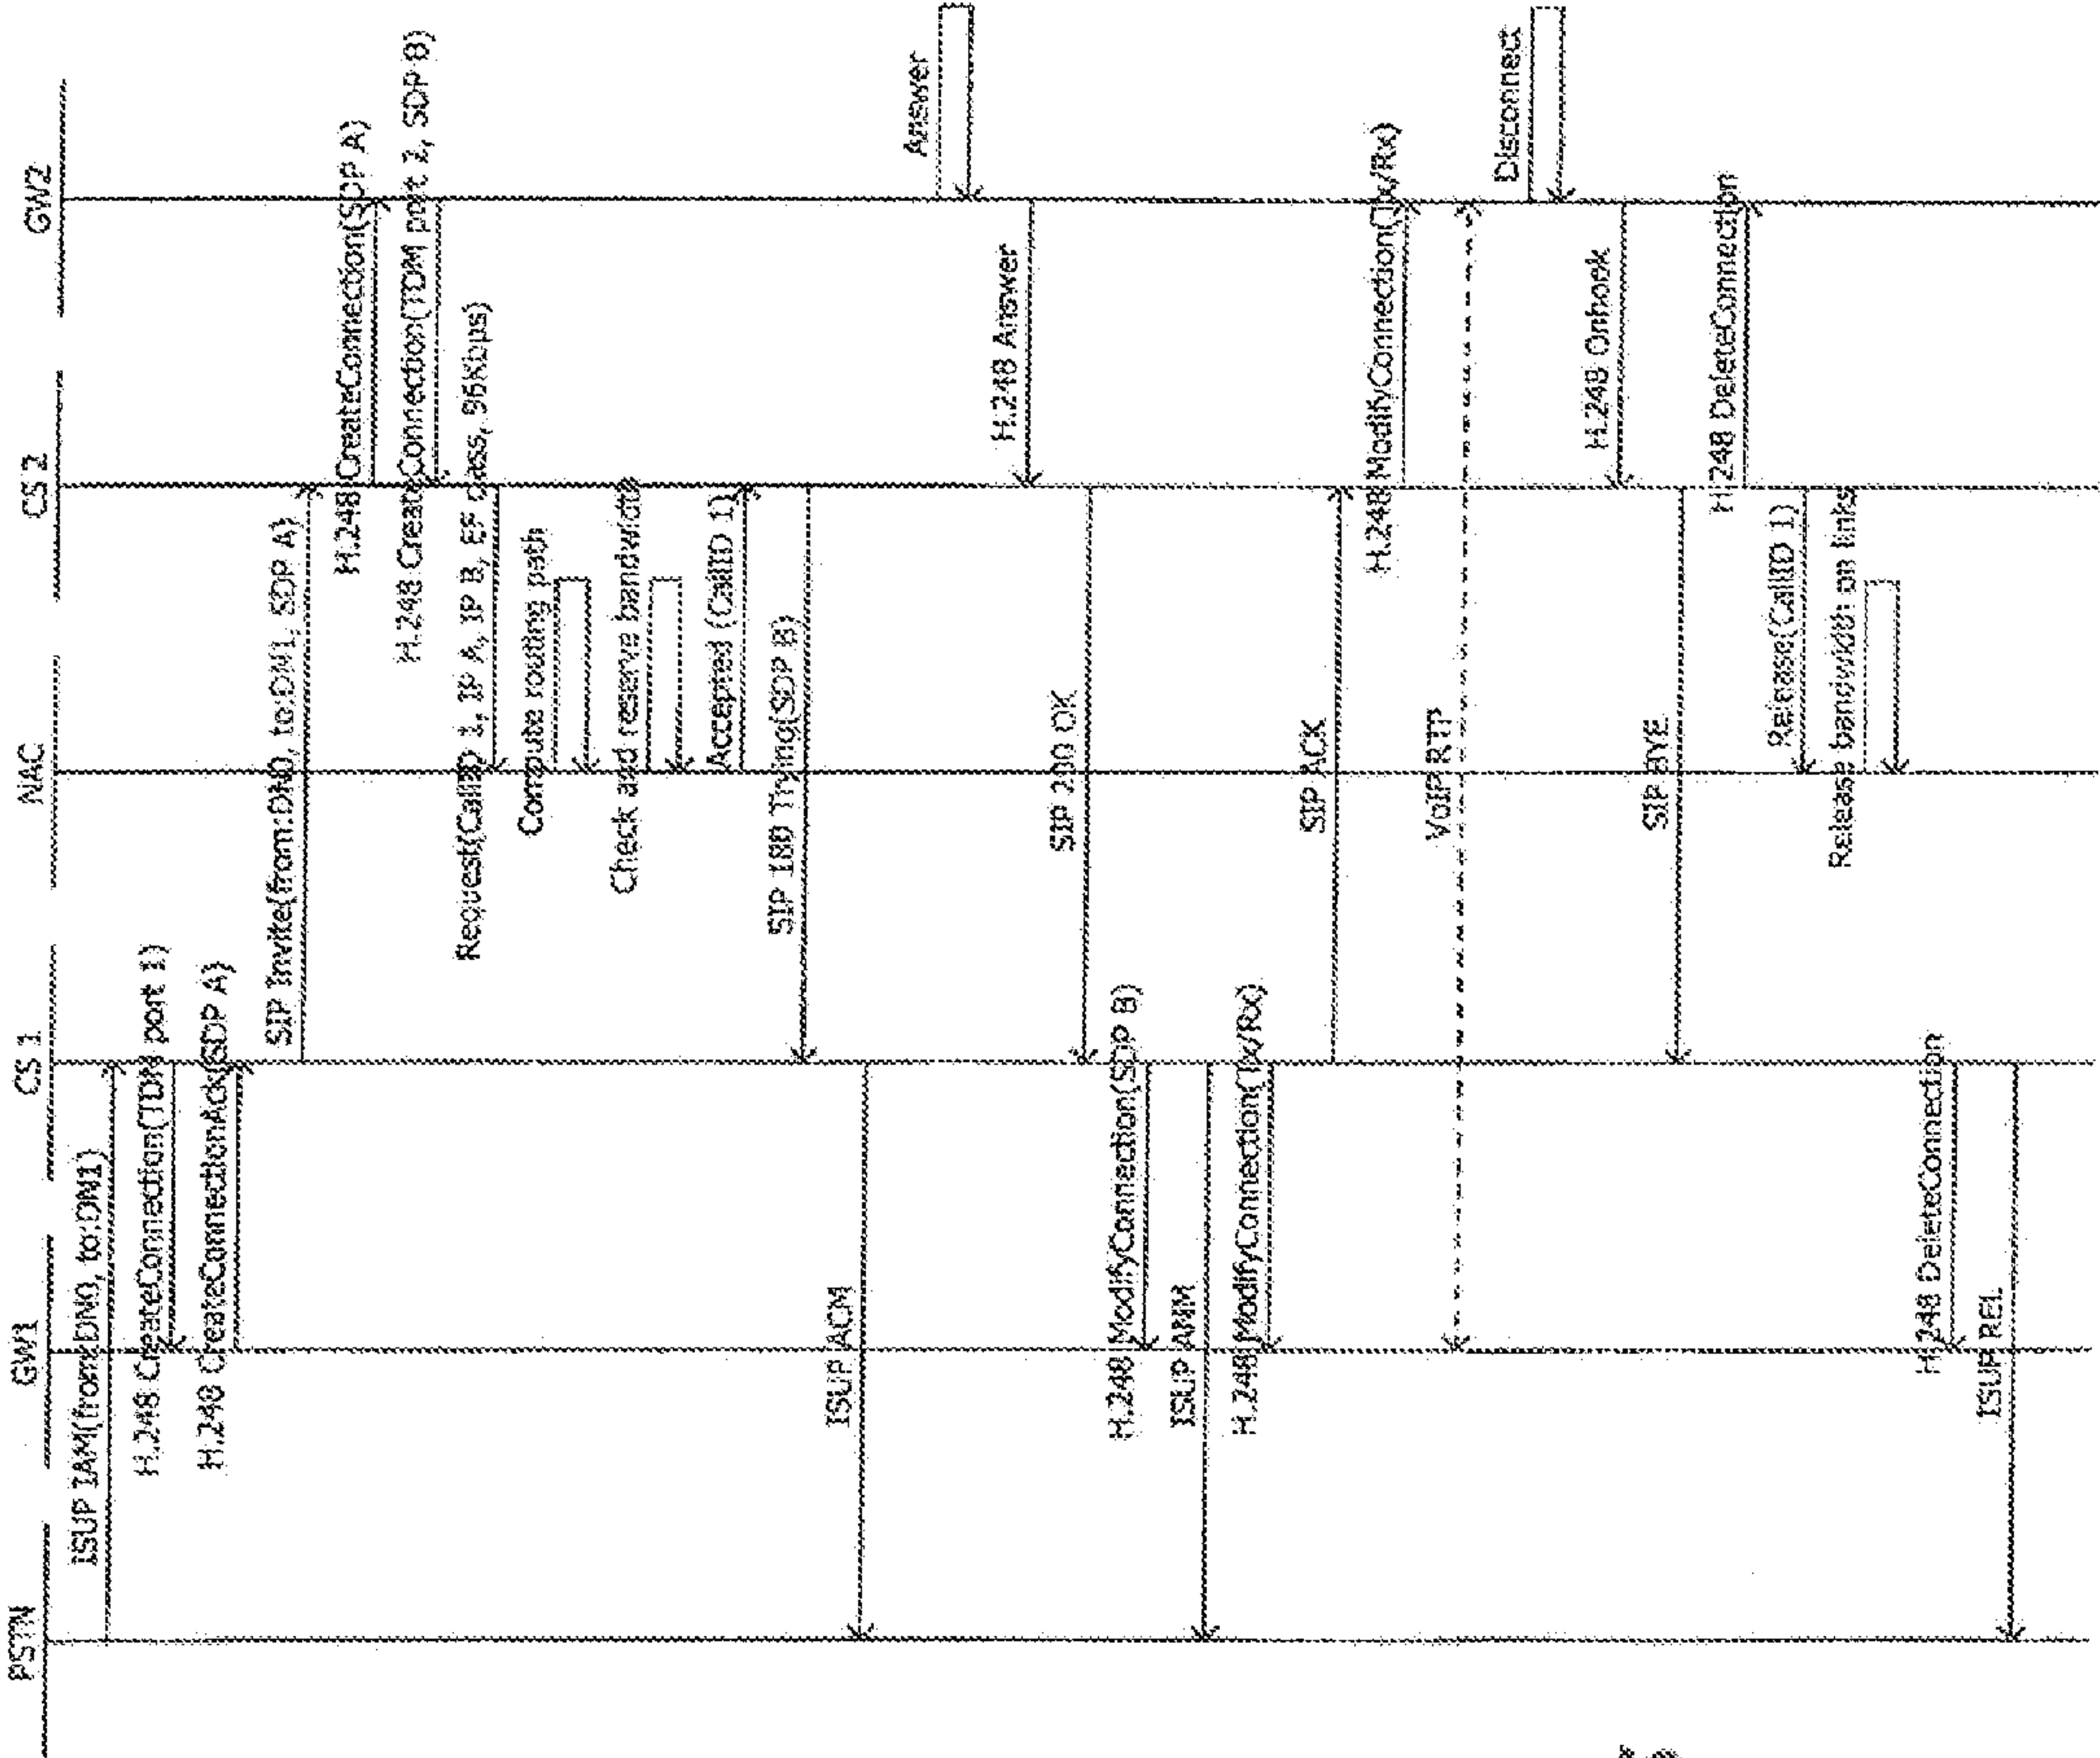 PSTN
GW1
CS 1
NAC
CS 2
GW2
ISUP IAM(from:DN0, to:DN1)
H.248 CreateConnection(TDM port 1)
H.248 CreateConnectionAck(SDP A)
SIP Invite(from:DN0, to:DN1, SDP A)
H.248 CreateConnection(SDP A)
H.248 CreateConnection(TDM port 2, SDP B)
Request(CallID 1, IP A, IP B, EF class, 96Kbps)
Compute routing path
Check and reserve bandwidth
Accepted (CallID 1)
SIP 180 Trying(SDP B)
ISUP ACM
Answer
H.248 Answer
SIP 200 OK
H.248 ModifyConnection(SDP B)
ISUP ANM
H.248 ModifyConnection(Tx/Rx)
SIP ACK
H.248 ModifyConnection(Tx/Rx)
VoIP RTP
Disconnect
H.248 Onhook
SIP BYE
H.248 DeleteConnection
Release(CallID 1)
Release bandwidth on links
H.248 DeleteConnection
ISUP REL